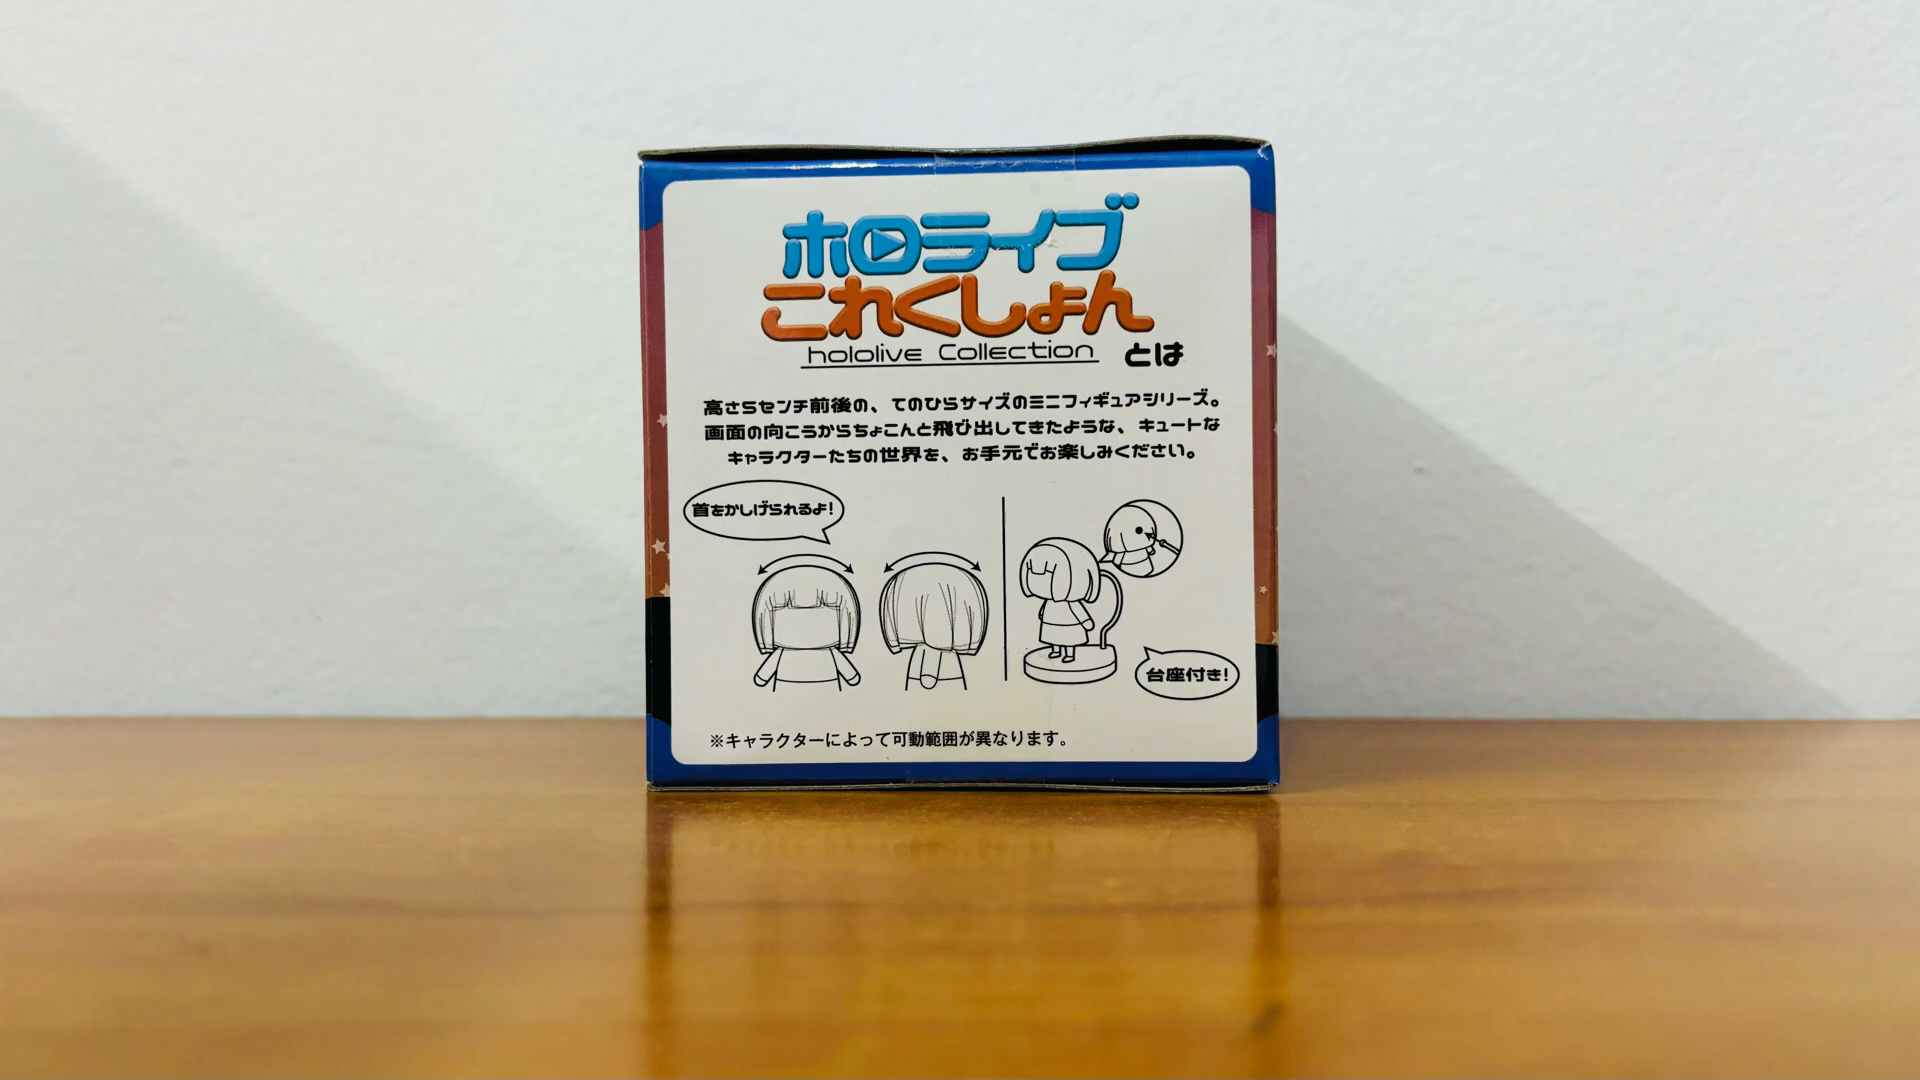 ホロライブ
これくしょん
hololive Collection とは
高さ5センチ前後の、てのひらサイズのミニフィギュアシリーズ。
画面の向こうからちょこんと飛び出してきたような、キュートな
キャラクターたちの世界を、お手元でお楽しみください。
首をかしげられるよ!
台座付き!
※キャラクターによって可動範囲が異なります。